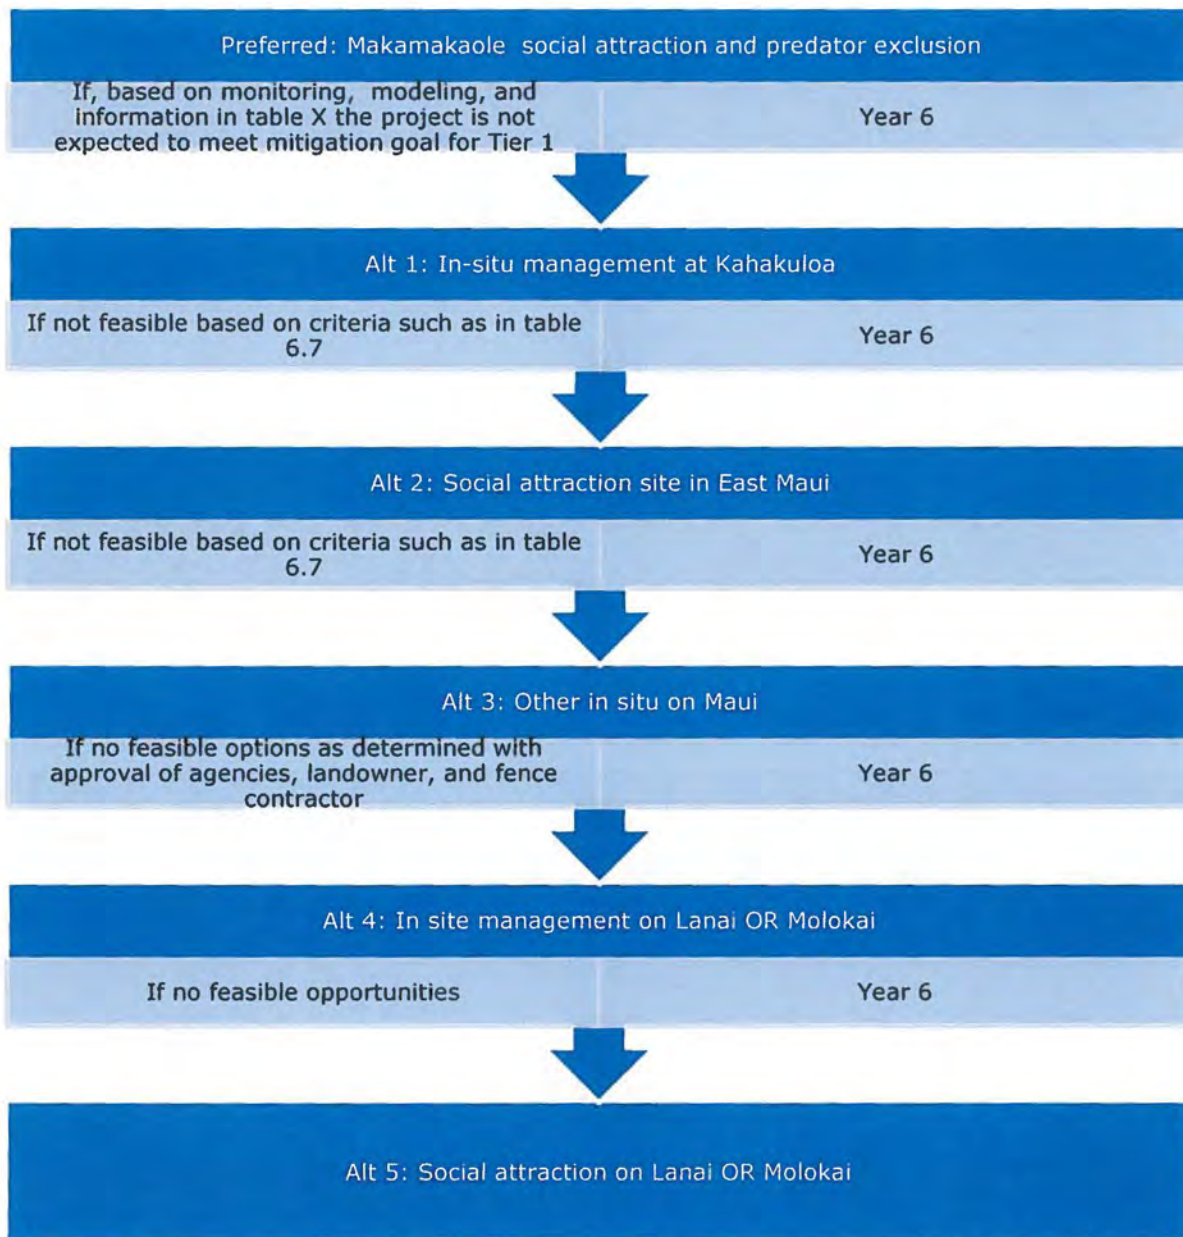 Preferred: Makamakaole social attraction and predator exclusion
If, based on monitoring, modeling, and
information in table X the project is not
expected to meet mitigation goal for Tier 1
Year 6
Alt 1: In-situ management at Kahakuloa
If not feasible based on criteria such as in table
6.7
Year 6
Alt 2: Social attraction site in East Maui
If not feasible based on criteria such as in table
6.7
Year 6
Alt 3: Other in situ on Maui
If no feasible options as determined with
approval of agencies, landowner, and fence
contractor
Year 6
Alt 4: In site management on Lanai OR Molokai
If no feasible opportunities
Year 6
Alt 5: Social attraction on Lanai OR Molokai